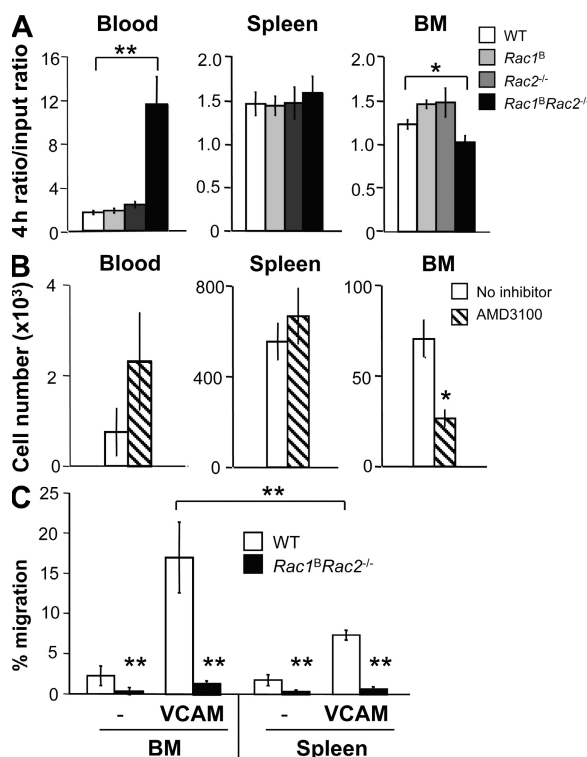 A
Blood
Spleen
BM
4h ratio/input ratio
16
12
8
4
0
**
2.0
1.5
1.0
0.5
0
2.0
1.5
1.0
0.5
0
*
WT
Rac1ᴮ
Rac2⁻/⁻
Rac1ᴮRac2⁻/⁻
B
Blood
Spleen
BM
Cell number (x10³)
4
2
0
800
400
0
100
50
0
*
No inhibitor
AMD3100
C
% migration
25
20
15
10
5
0
**
WT
Rac1ᴮRac2⁻/⁻
** ** ** **
- VCAM - VCAM
BM Spleen